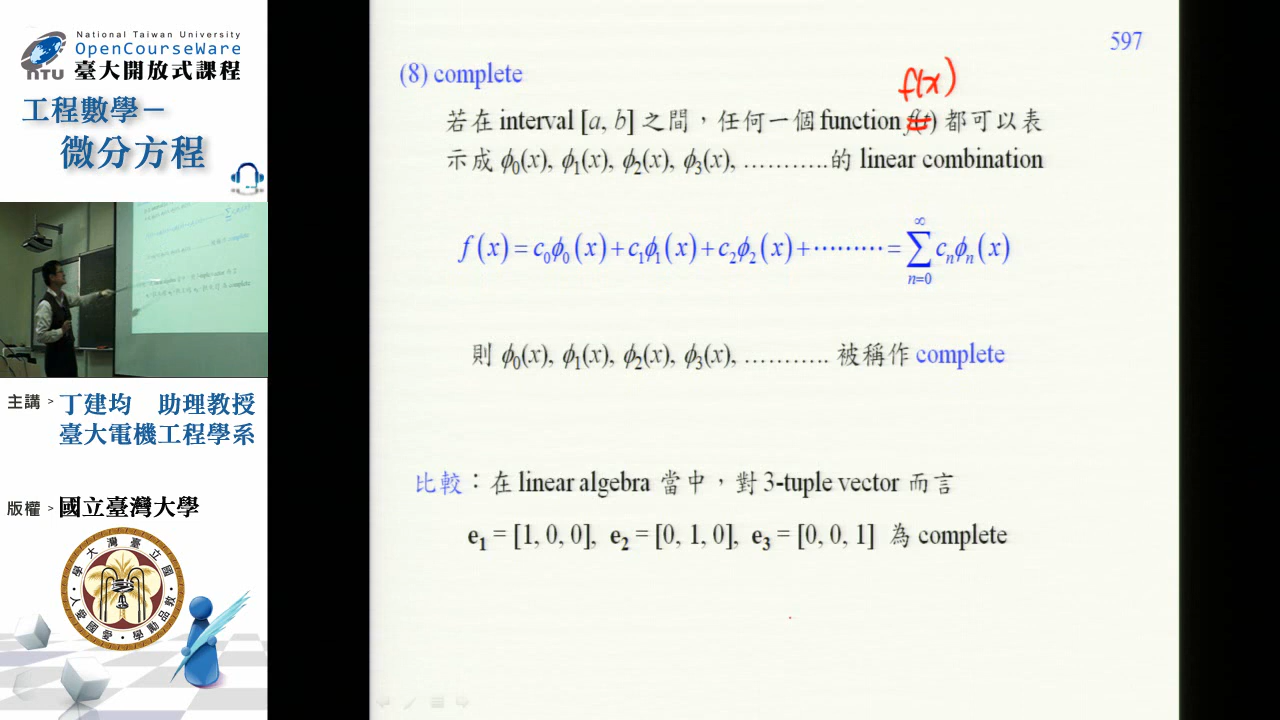 National Taiwan University
OpenCourseWare
NTU 臺大開放式課程
工程數學－
微分方程
主講 > 丁建均 助理教授
臺大電機工程學系
版權 > 國立臺灣大學
597
(8) complete
f(x)
若在 interval [a, b] 之間，任何一個 function f(t) 都可以表
示成 ϕ0(x), ϕ1(x), ϕ2(x), ϕ3(x), ………..的 linear combination
f(x) = c0ϕ0(x) + c1ϕ1(x) + c2ϕ2(x) + ⋯⋯⋯ = ∑_{n=0}^{∞} cnϕn(x)
則 ϕ0(x), ϕ1(x), ϕ2(x), ϕ3(x), ……….. 被稱作 complete
比較：在 linear algebra 當中，對 3-tuple vector 而言
e1 = [1, 0, 0], e2 = [0, 1, 0], e3 = [0, 0, 1] 為 complete